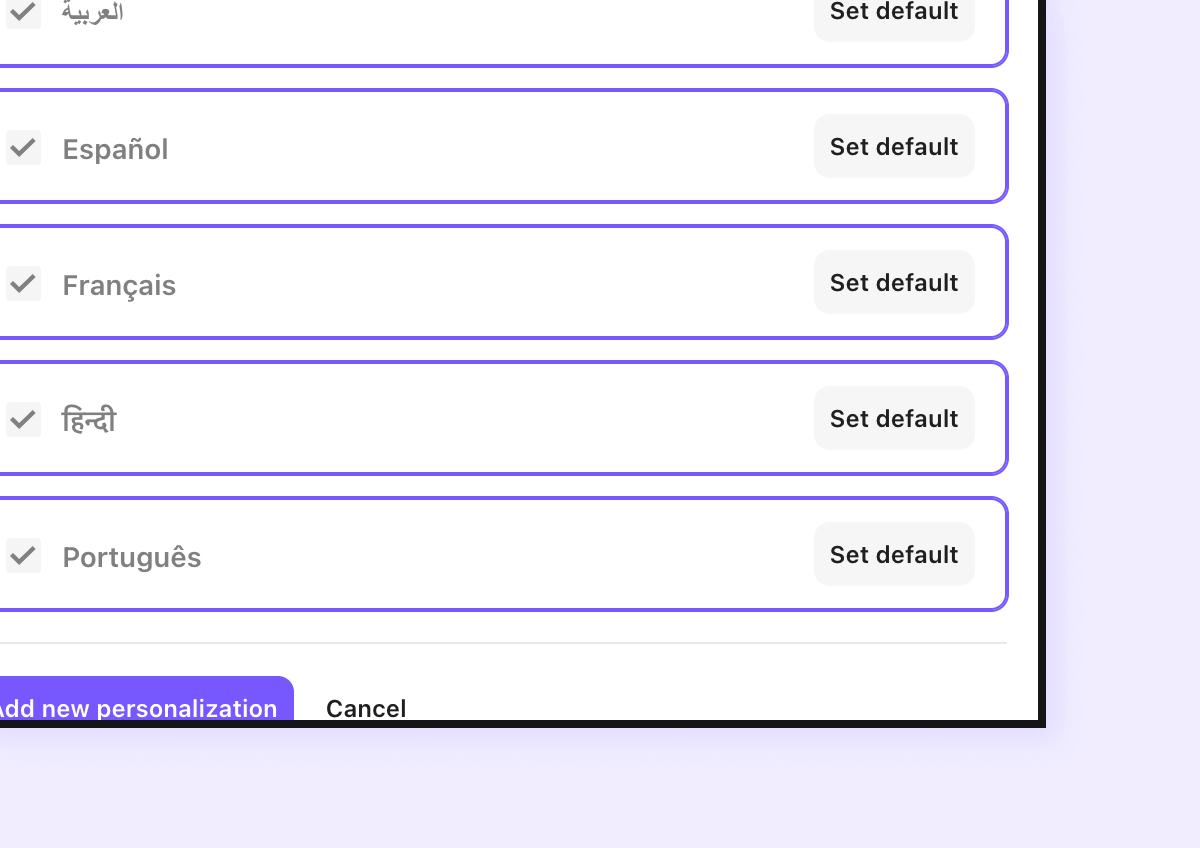 العربية
Set default
Español
Set default
Français
Set default
हिन्दी
Set default
Português
Set default
Add new personalization
Cancel